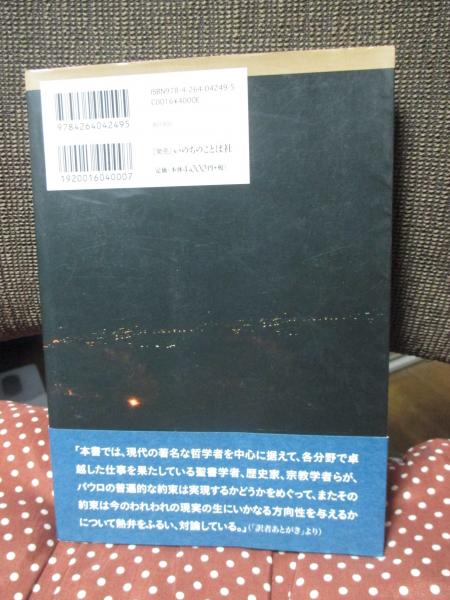 ISBN978-4-264-04249-5
C0016¥4000E
9784264042495
[発売]いのちのことば社
定価・本体4,000円+税
1920016040007
『本書では、現代の著名な哲学者を中心に据えて、各分野で卓
越した仕事を果たしている聖書学者、歴史家、宗教学者らが、
パウロの普遍的な約束は実現するかどうかをめぐって、またその
約束は今のわれわれの現実の生にいかなる方向性を与えるか
について熱弁をふるい、対論している。』(「訳者あとがき」より)